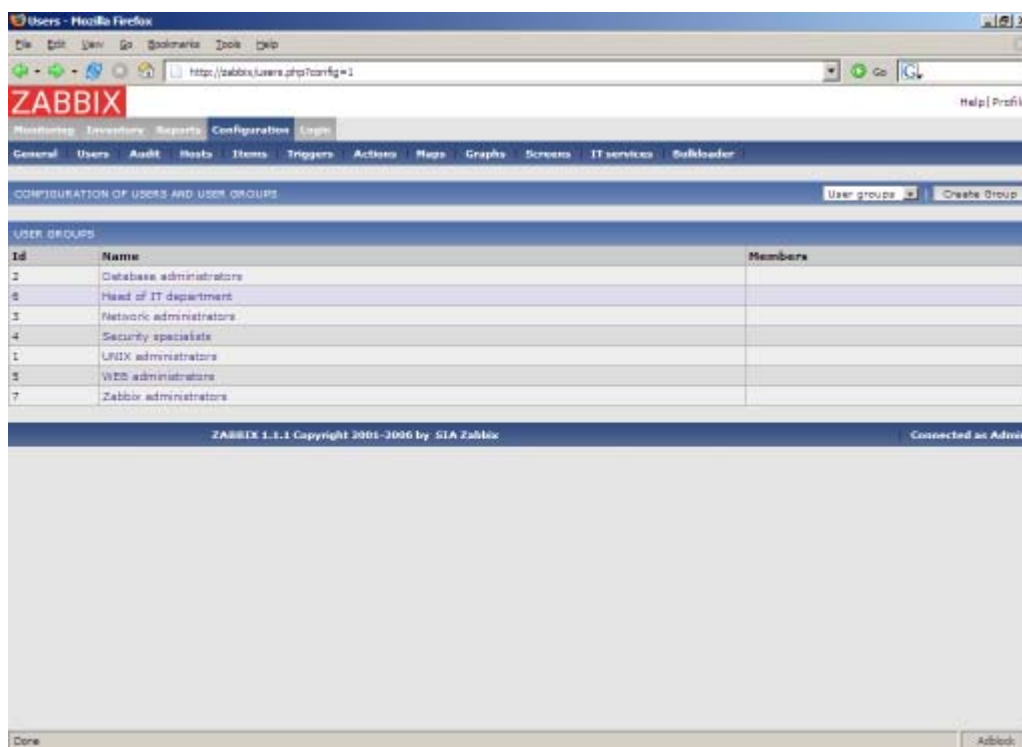 Users - Mozilla Firefox
File Edit View Go Bookmarks Tools Help
http://zabbix/users.php?config=1 Go
ZABBIX
Help | Profil
Monitoring Inventory Reports Configuration Login
General Users Audit Hosts Items Triggers Actions Maps Graphs Screens IT services Bulkloader
CONFIGURATION OF USERS AND USER GROUPS User groups Create Group
USER GROUPS
Id Name Members
2 Database administrators
6 Head of IT department
3 Network administrators
4 Security specialists
1 UNIX administrators
5 WEB administrators
7 Zabbix administrators
ZABBIX 1.1.1 Copyright 2001-2006 by SIA Zabbix Connected as Admi
Done Adblock